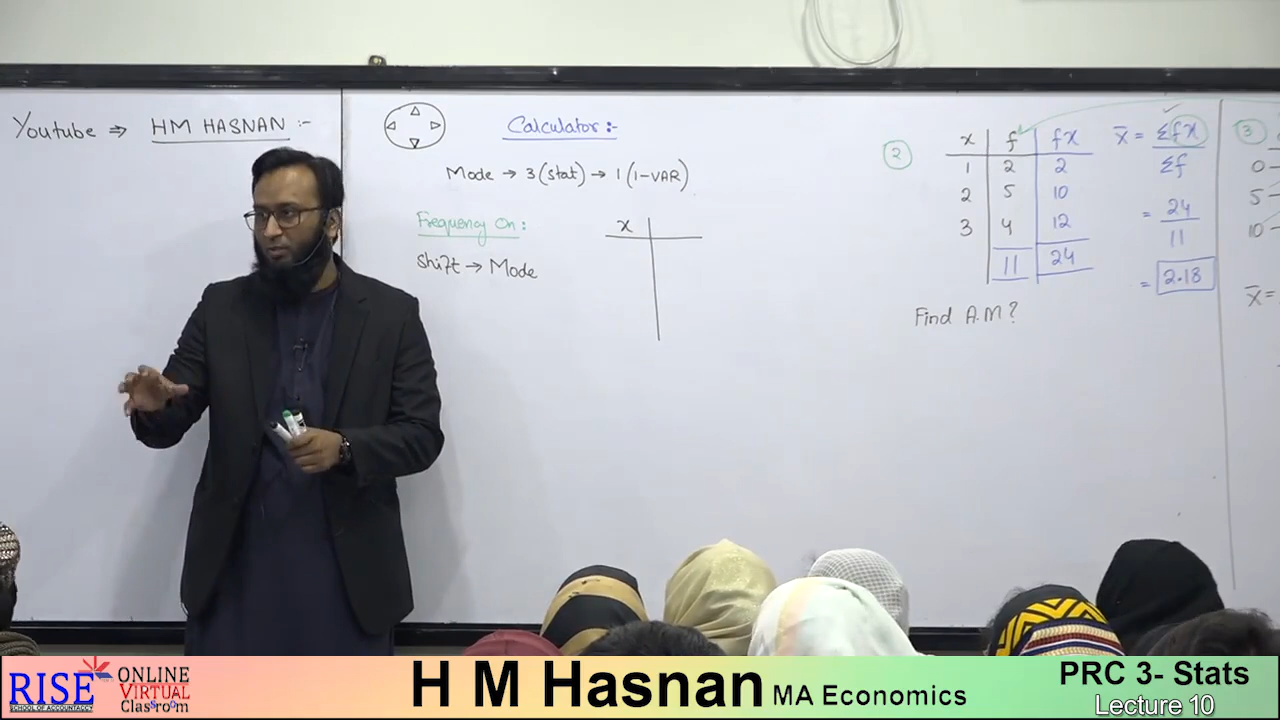 Youtube ⇒ HM HASNAN :-
Calculator :-
Mode → 3 (stat) → 1 (1-VAR)
Frequency On :
Shift → Mode
x
2
x f fx
1 2 2
2 5 10
3 4 12
11 24
Find A.M?
x̄ = Σfx
Σf
= 24
11
= 2.18
3
0-
5-
10-
x̄ =
RISE
SCHOOL OF ACCOUNTANCY
ONLINE
VIRTUAL
Classroom
H M Hasnan MA Economics
PRC 3- Stats
Lecture 10